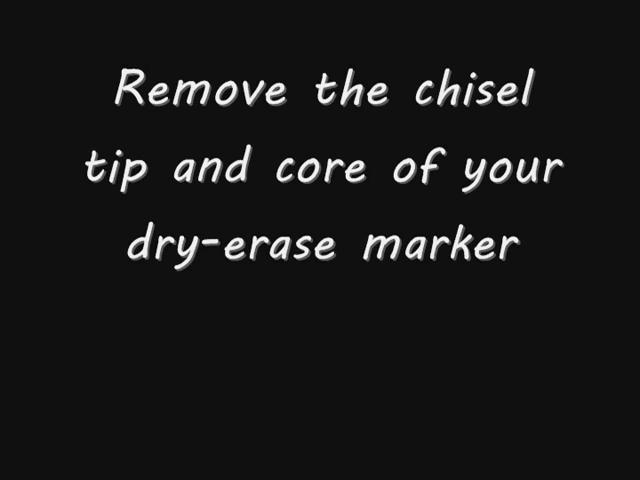 Remove the chisel
tip and core of your
dry-erase marker